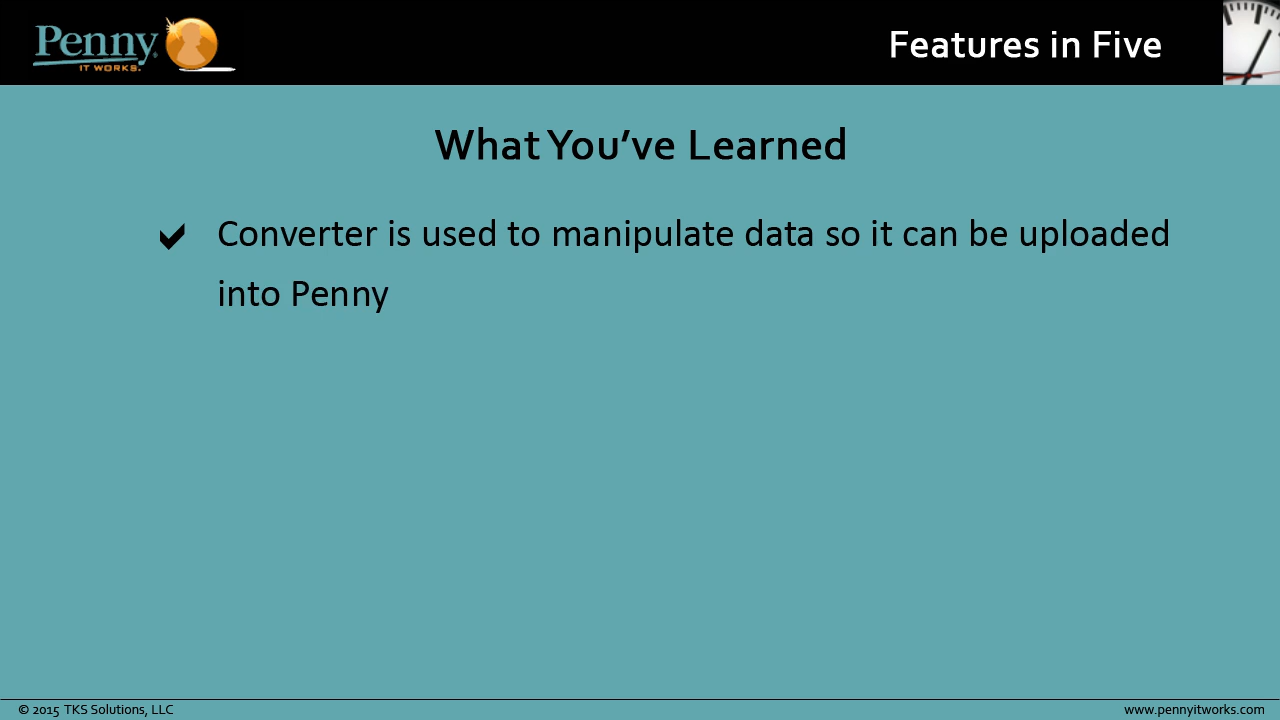 Penny®
IT WORKS.
Features in Five
What You’ve Learned
Converter is used to manipulate data so it can be uploaded
into Penny
© 2015 TKS Solutions, LLC
www.pennyitworks.com